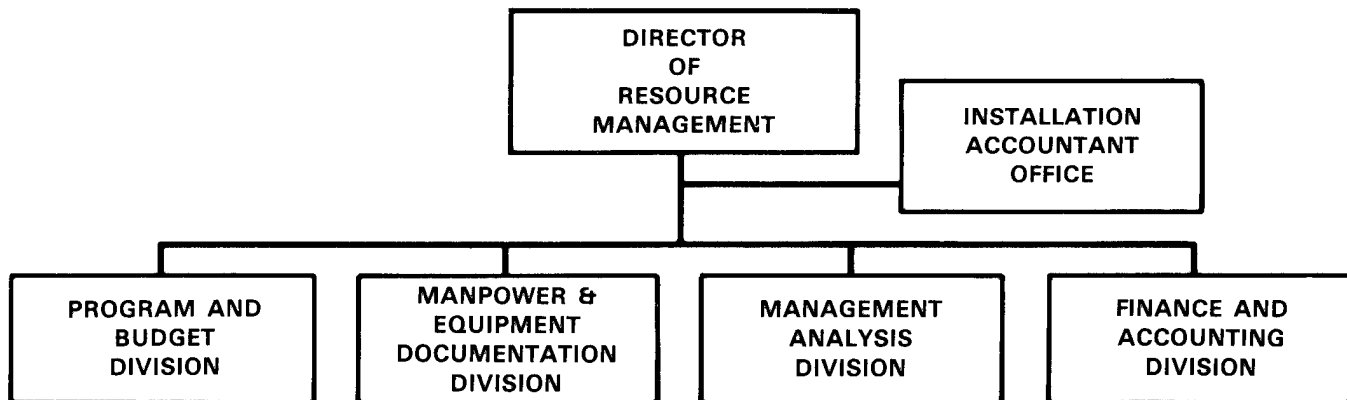 DIRECTOR
OF
RESOURCE
MANAGEMENT
INSTALLATION
ACCOUNTANT
OFFICE
PROGRAM AND
BUDGET
DIVISION
MANPOWER &
EQUIPMENT
DOCUMENTATION
DIVISION
MANAGEMENT
ANALYSIS
DIVISION
FINANCE AND
ACCOUNTING
DIVISION